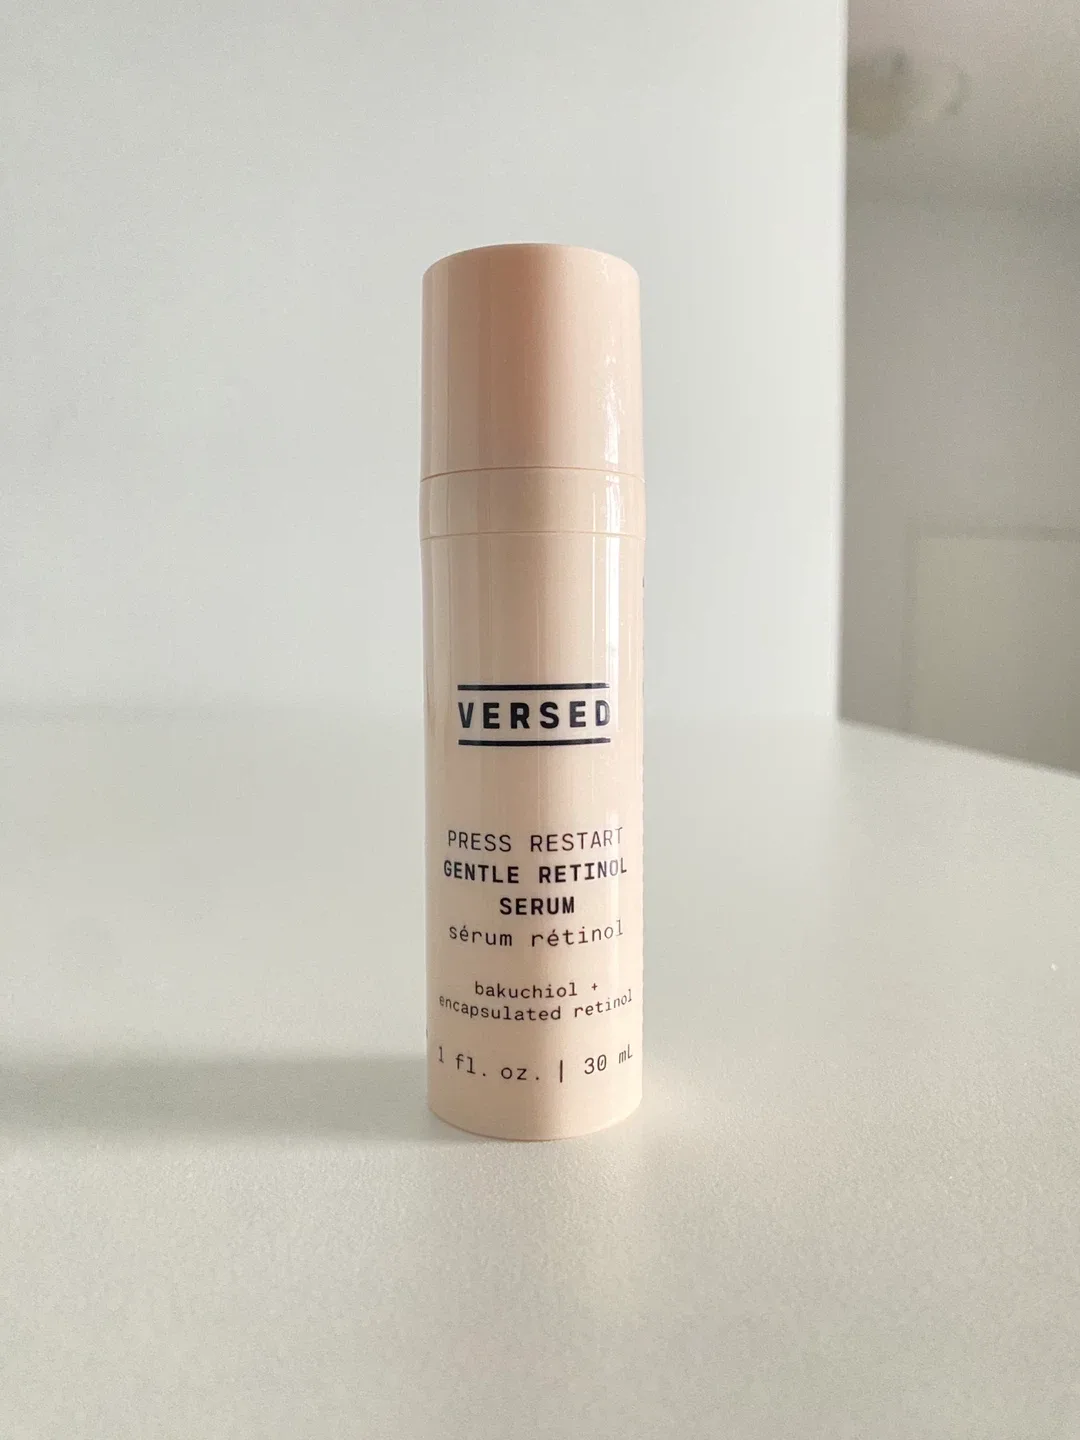 VERSED
PRESS RESTART
GENTLE RETINOL
SERUM
sérum rétinol
bakuchiol +
encapsulated retinol
1 fl. oz. | 30 mL